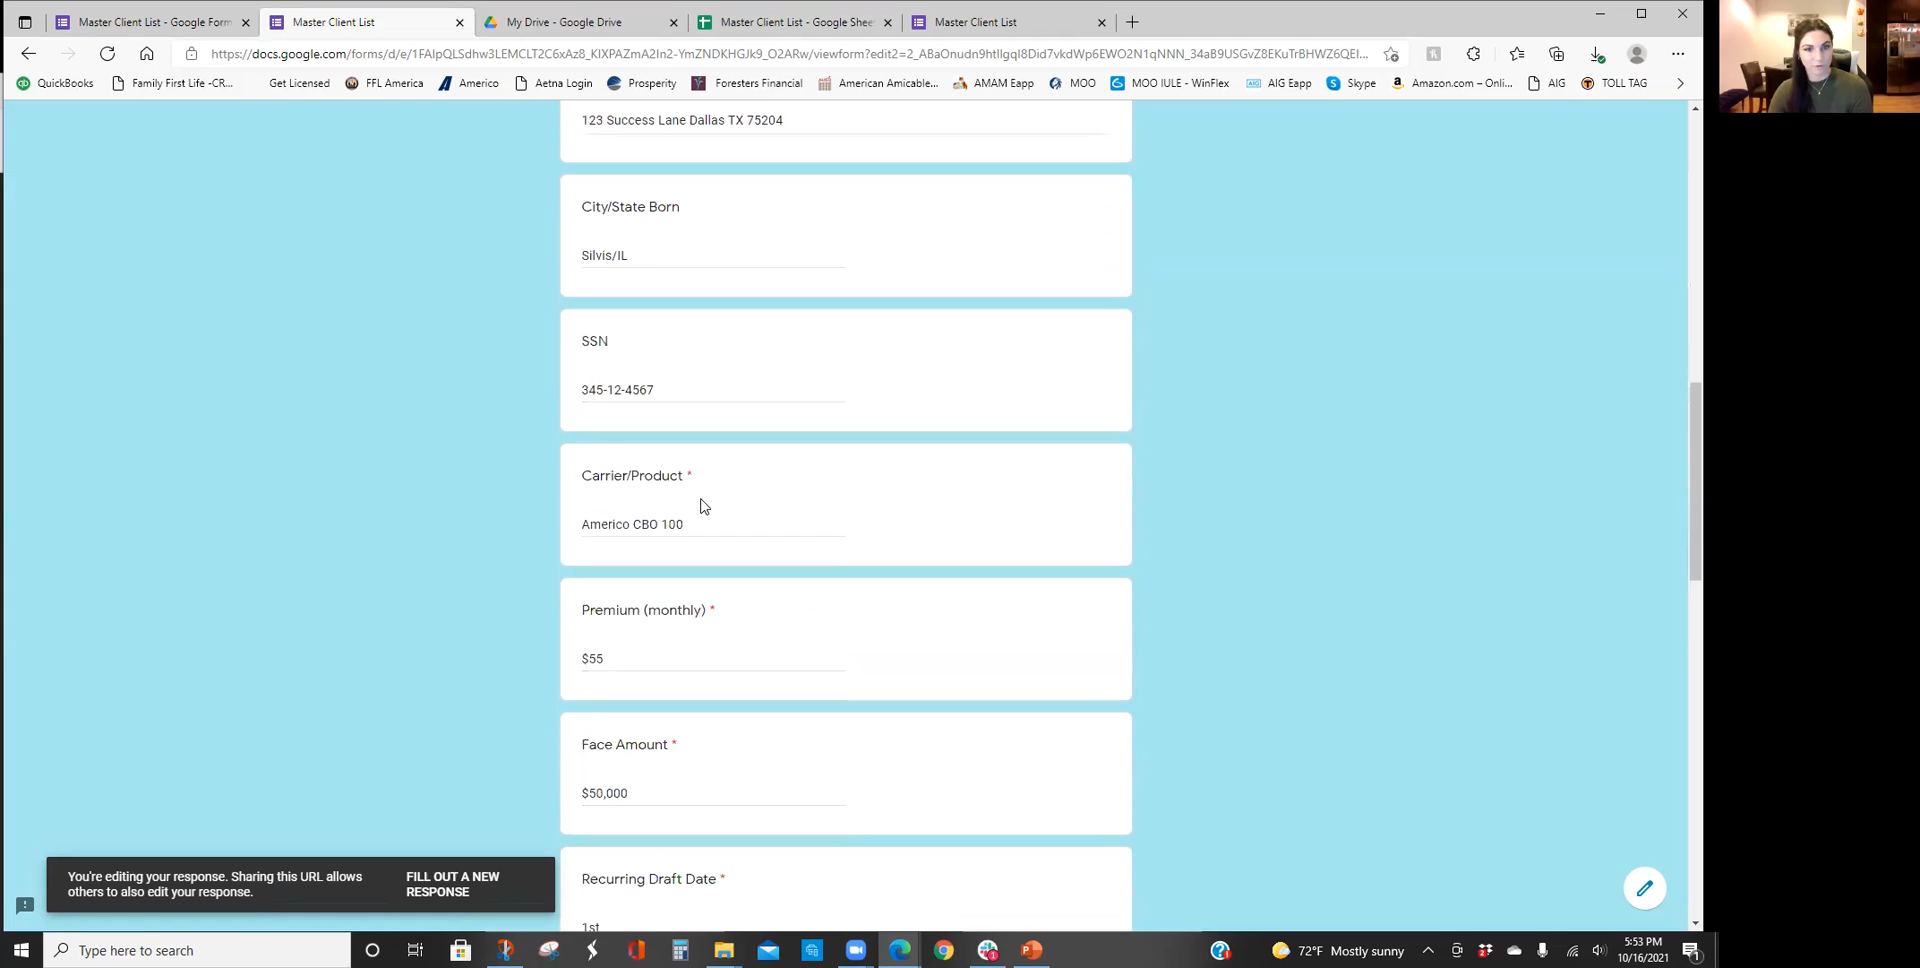 Master Client List - Google Form
Master Client List
My Drive - Google Drive
Master Client List - Google Shee
Master Client List
https://docs.google.com/forms/d/e/
QuickBooks
Family First Life -CR...
Get Licensed
FFL America
Americo
Aetna Login
Prosperity
Foresters Financial
American Amicable...
AMAM Eapp
MOO
MOO IULE - WinFlex
AIG Eapp
Skype
Amazon.com – Onli...
AIG
TOLL TAG
123 Success Lane Dallas TX 75204
City/State Born
Silvis/IL
SSN
345-12-4567
Carrier/Product *
Americo CBO 100
Premium (monthly) *
$55
Face Amount *
$50,000
Recurring Draft Date *
1st
You're editing your response. Sharing this URL allows
others to also edit your response.
FILL OUT A NEW
RESPONSE
Type here to search
72°F Mostly sunny
5:53 PM
10/16/2021